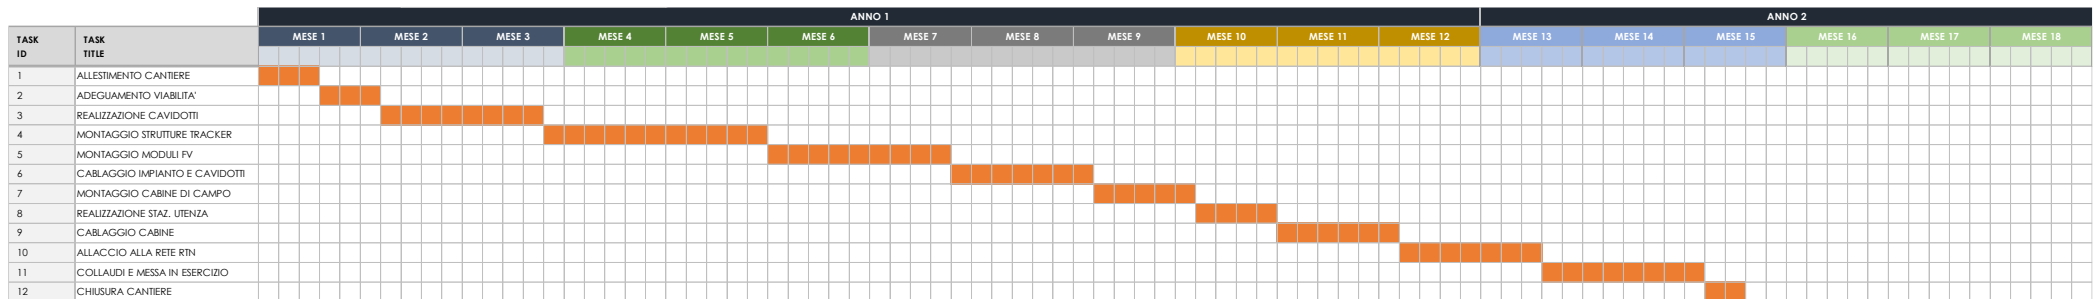 ANNO 1 ANNO 2
TASK ID TASK TITLE MESE 1 MESE 2 MESE 3 MESE 4 MESE 5 MESE 6 MESE 7 MESE 8 MESE 9 MESE 10 MESE 11 MESE 12 MESE 13 MESE 14 MESE 15 MESE 16 MESE 17 MESE 18
1 ALLESTIMENTO CANTIERE
2 ADEGUAMENTO VIABILITA'
3 REALIZZAZIONE CAVIDOTTI
4 MONTAGGIO STRUTTURE TRACKER
5 MONTAGGIO MODULI FV
6 CABLAGGIO IMPIANTO E CAVIDOTTI
7 MONTAGGIO CABINE DI CAMPO
8 REALIZZAZIONE STAZ. UTENZA
9 CABLAGGIO CABINE
10 ALLACCIO ALLA RETE RTN
11 COLLAUDI E MESSA IN ESERCIZIO
12 CHIUSURA CANTIERE